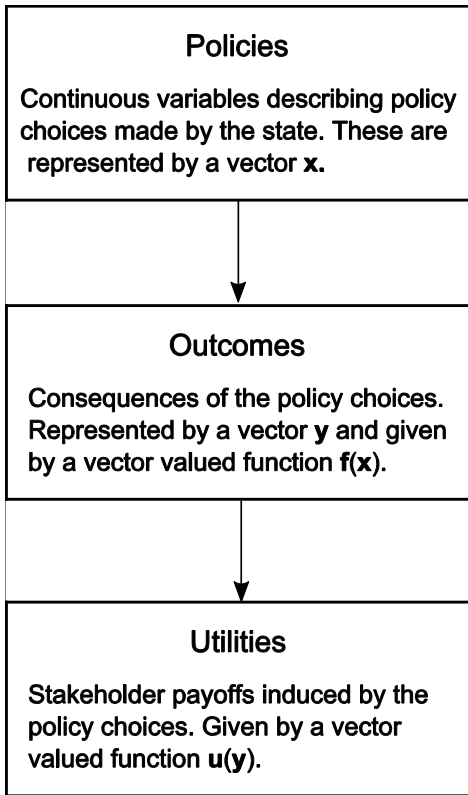 Policies
Continuous variables describing policy
choices made by the state. These are
represented by a vector x.
Outcomes
Consequences of the policy choices.
Represented by a vector y and given
by a vector valued function f(x).
Utilities
Stakeholder payoffs induced by the
policy choices. Given by a vector
valued function u(y).